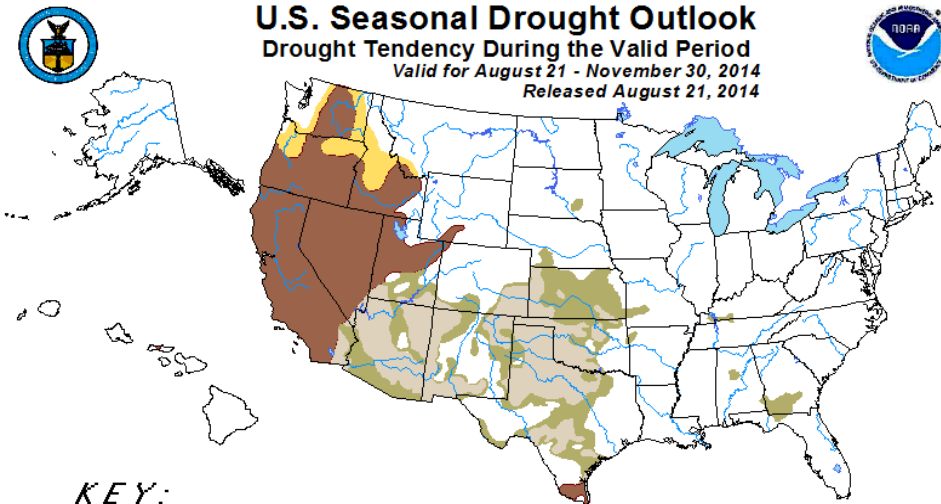 U.S. Seasonal Drought Outlook
Drought Tendency During the Valid Period
Valid for August 21 - November 30, 2014
Released August 21, 2014
NOAA
KEY: